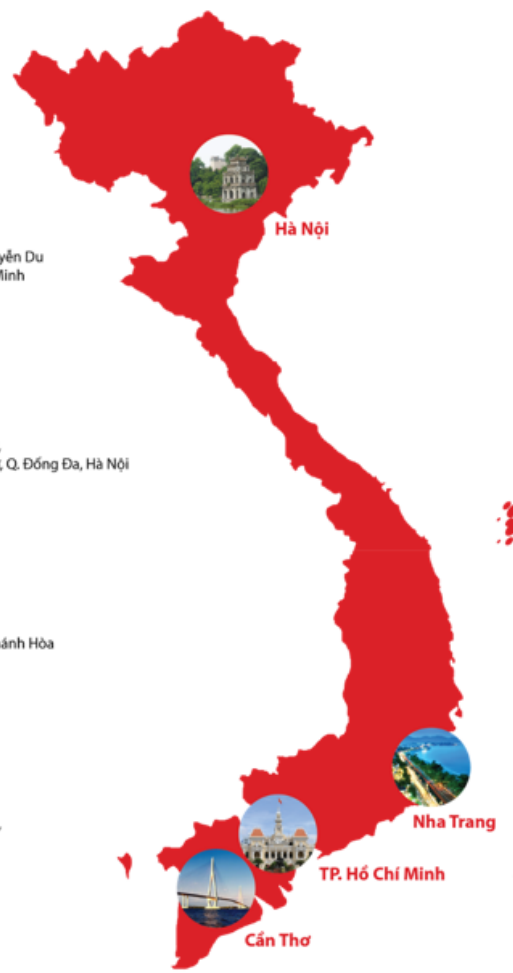 Hà Nội
yễn Du
Minh
, Q. Đống Đa, Hà Nội
ánh Hòa
Nha Trang
TP. Hồ Chí Minh
Cần Thơ